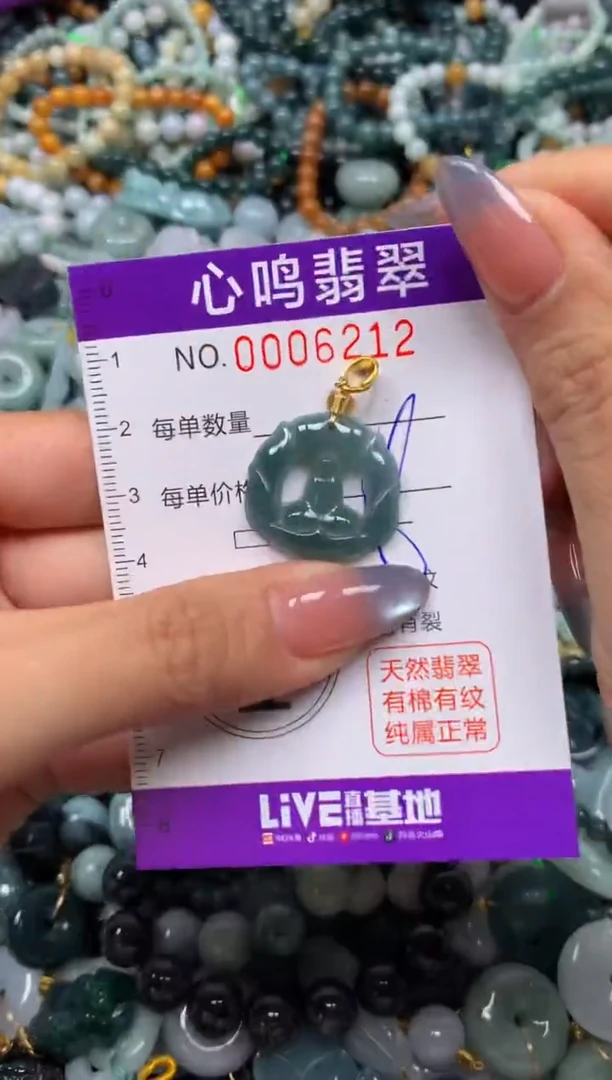 心鸣翡翠
NO.0006212
每单数量
每单价格
天然翡翠
有棉有纹
纯属正常
LiVE直播基地
0
1
2
3
4
7
8